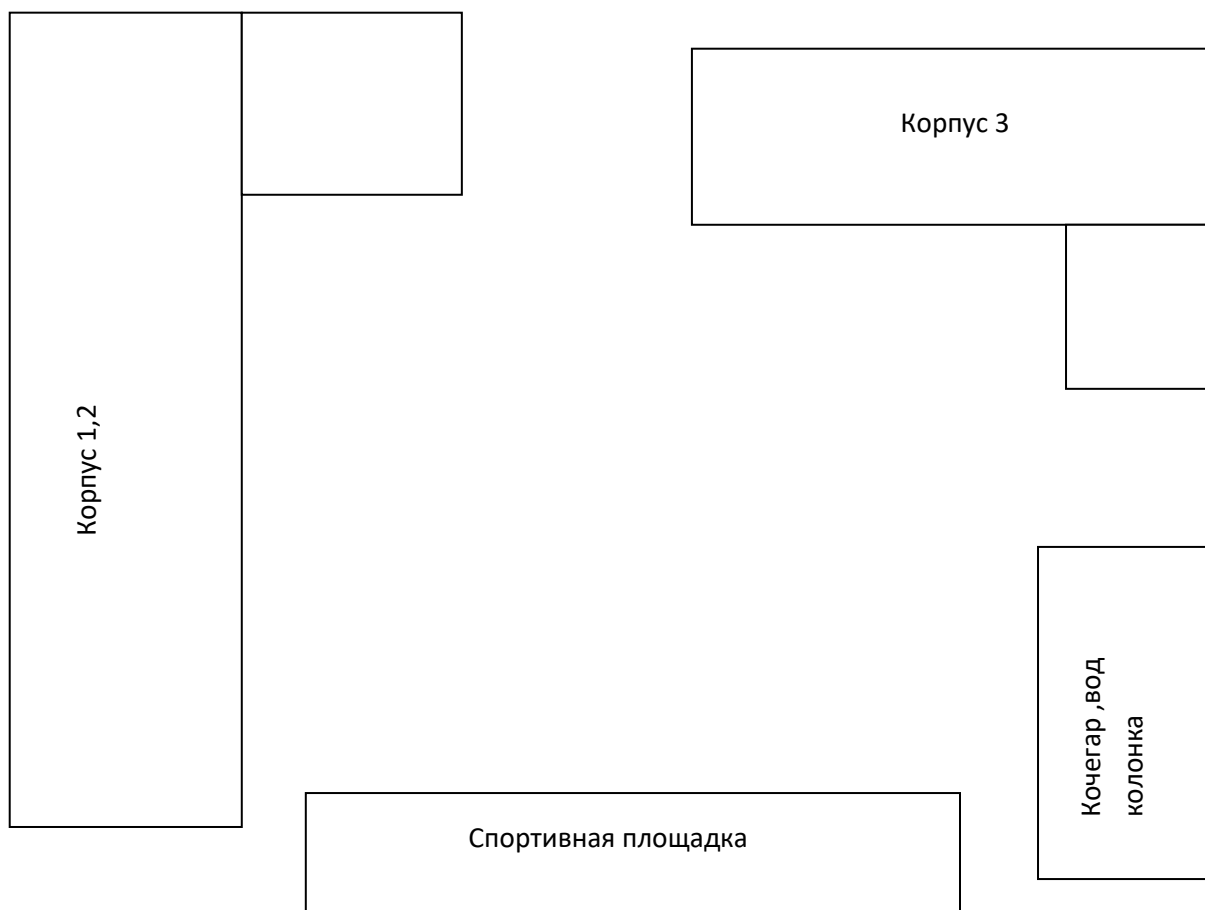 Корпус 3
Корпус 1,2
Кочегар ,вод
колонка
Спортивная площадка